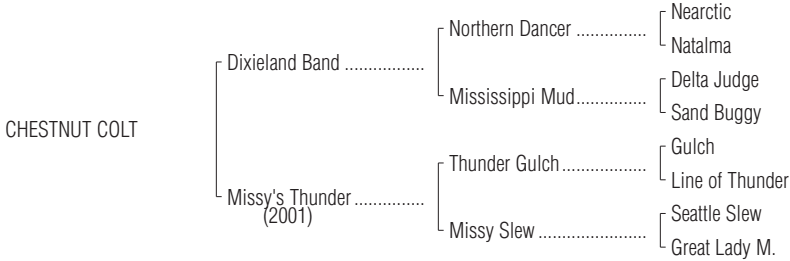 Nearctic
Northern Dancer ...............
Natalma
Dixieland Band .................
Delta Judge
Mississippi Mud...............
Sand Buggy
CHESTNUT COLT
Gulch
Thunder Gulch..................
Line of Thunder
Missy's Thunder ...............
(2001)
Seattle Slew
Missy Slew .......................
Great Lady M.